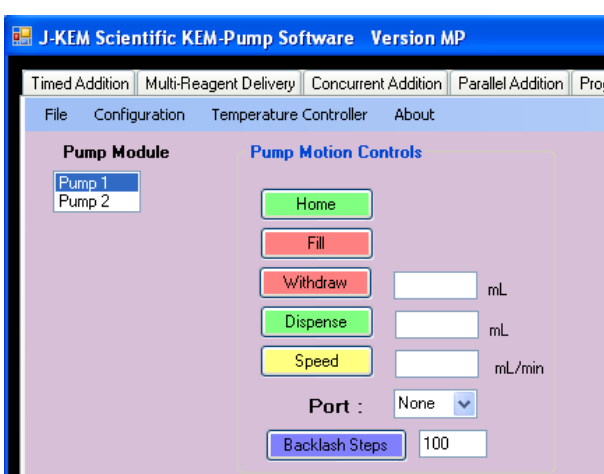 J-KEM Scientific KEM-Pump Software Version MP
Timed Addition Multi-Reagent Delivery Concurrent Addition Parallel Addition
File Configuration Temperature Controller About
Pump Module Pump Motion Controls
Pump 1
Pump 2
Home
Fill
Withdraw mL
Dispense mL
Speed mL/min
Port : None
Backlash Steps 100